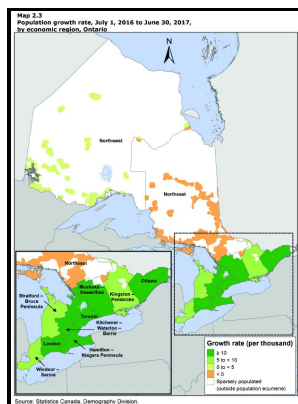 Map 2.3
Population growth rate, July 1, 2016 to June 30, 2017,
by economic region, Ontario
N
Northwest
Northeast
Northeast
Ottawa
Muskoka –
Kawarthas
Kingston –
Pembroke
Stratford –
Bruce
Peninsula
Toronto
Kitchener –
Waterloo –
Barrie
London
Hamilton –
Niagara Peninsula
Windsor –
Sarnia
Growth rate (per thousand)
≥ 10
5 to < 10
0 to < 5
< 0
Sparsely populated
(outside population ecumene)
Source: Statistics Canada, Demography Division.